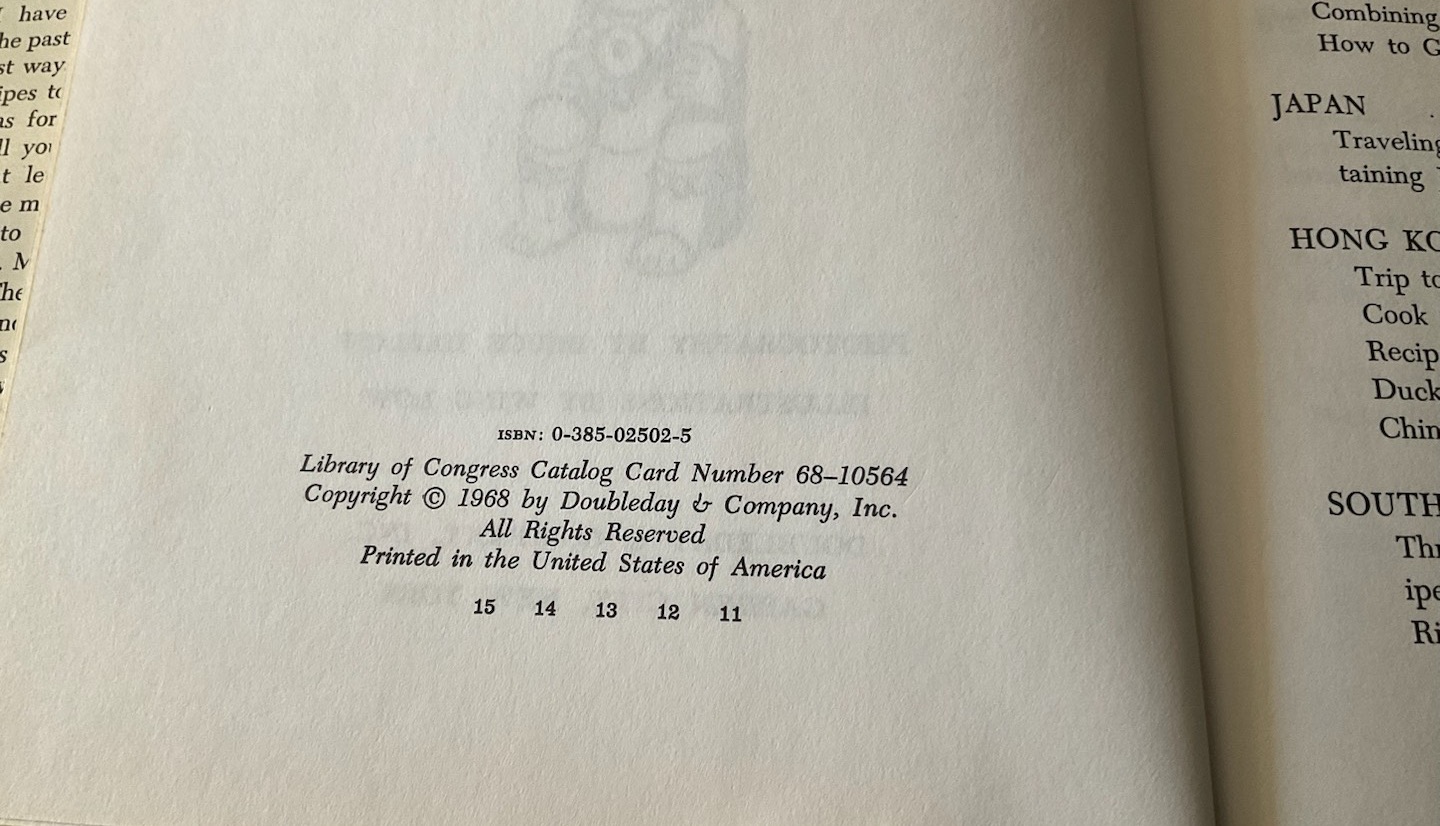 have
he past
st way
ipes to
as for
ll you
t le
e m
to
. M
The
s
ISBN: 0-385-02502-5
Library of Congress Catalog Card Number 68–10564
Copyright © 1968 by Doubleday & Company, Inc.
All Rights Reserved
Printed in the United States of America
15 14 13 12 11
Combining
How to G
JAPAN .
Traveling
taining
HONG KO
Trip to
Cook
Recip
Duck
Chin
SOUTH
Thr
ipe
Ri